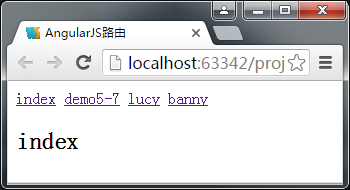 AngularJS路由
localhost:63342/proj
index demo5-7 lucy banny
index